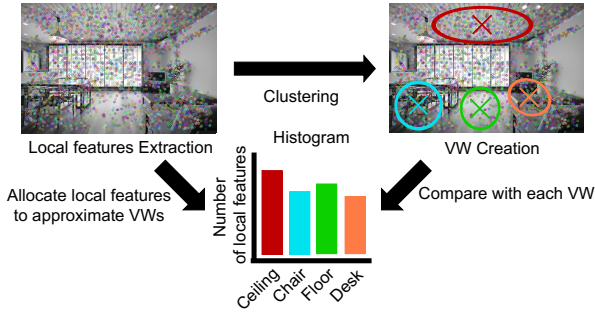 Clustering
Local features Extraction
VW Creation
Histogram
Allocate local features
to approximate VWs
Compare with each VW
Number
of local features
Ceiling
Chair
Floor
Desk